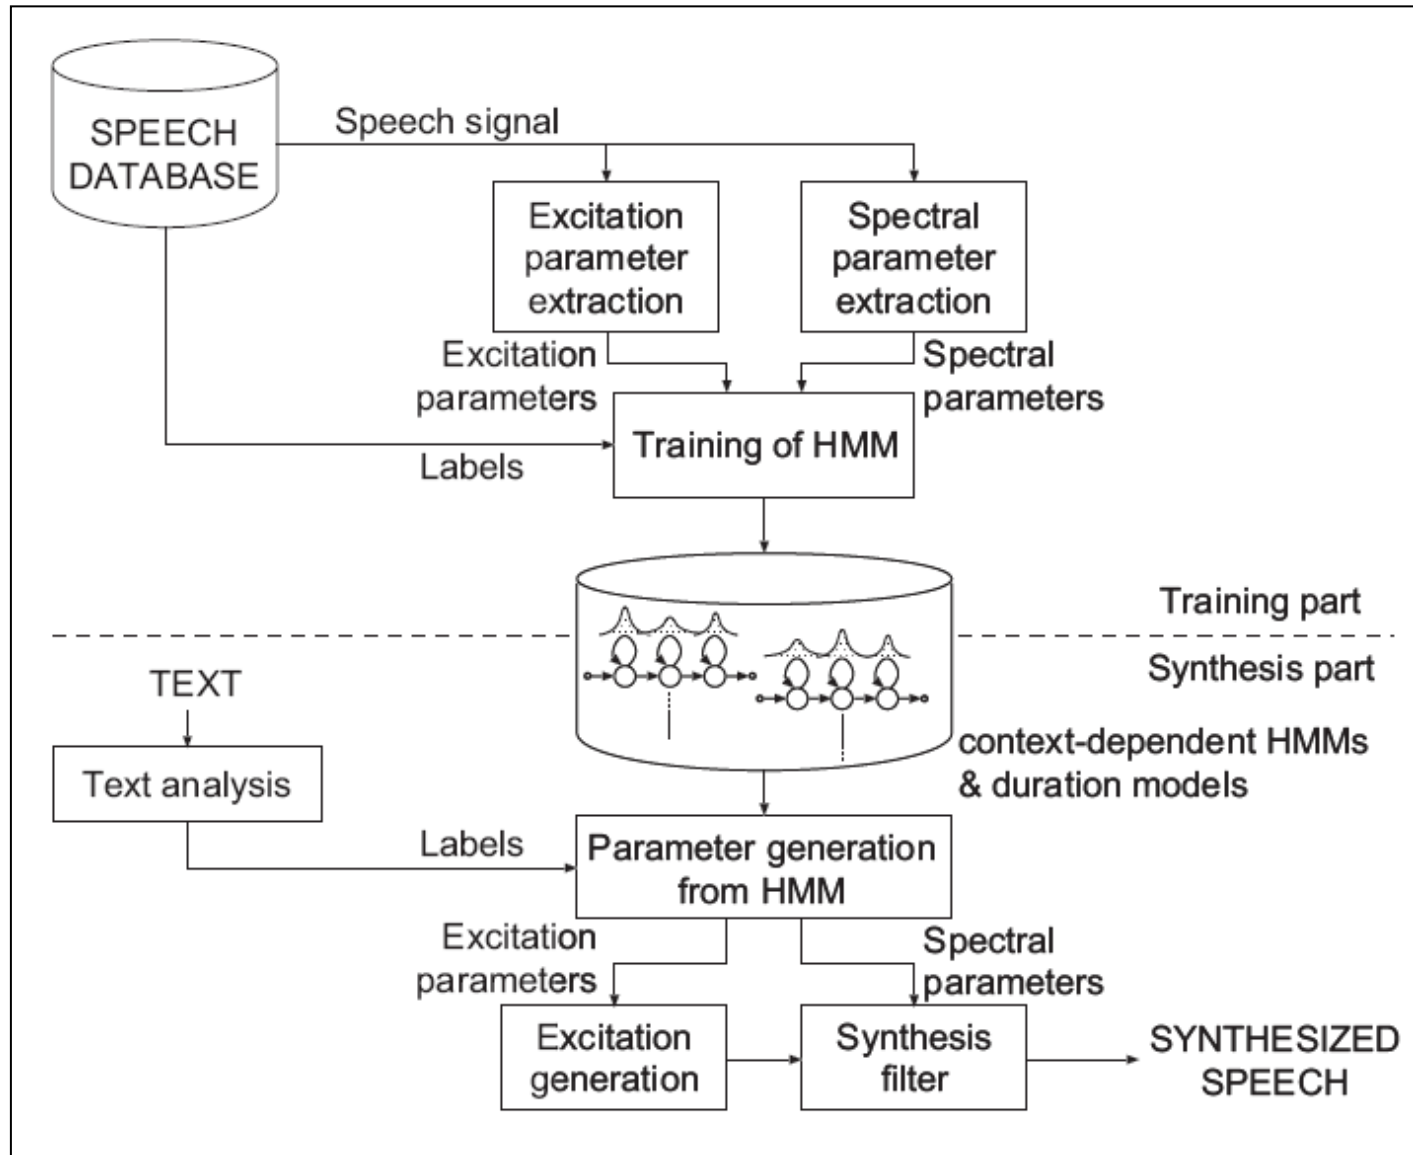 SPEECH
DATABASE
Speech signal
Excitation
parameter
extraction
Spectral
parameter
extraction
Excitation
parameters
Spectral
parameters
Labels
Training of HMM
Training part
Synthesis part
TEXT
Text analysis
context-dependent HMMs
& duration models
Labels
Parameter generation
from HMM
Excitation
parameters
Spectral
parameters
Excitation
generation
Synthesis
filter
SYNTHESIZED
SPEECH